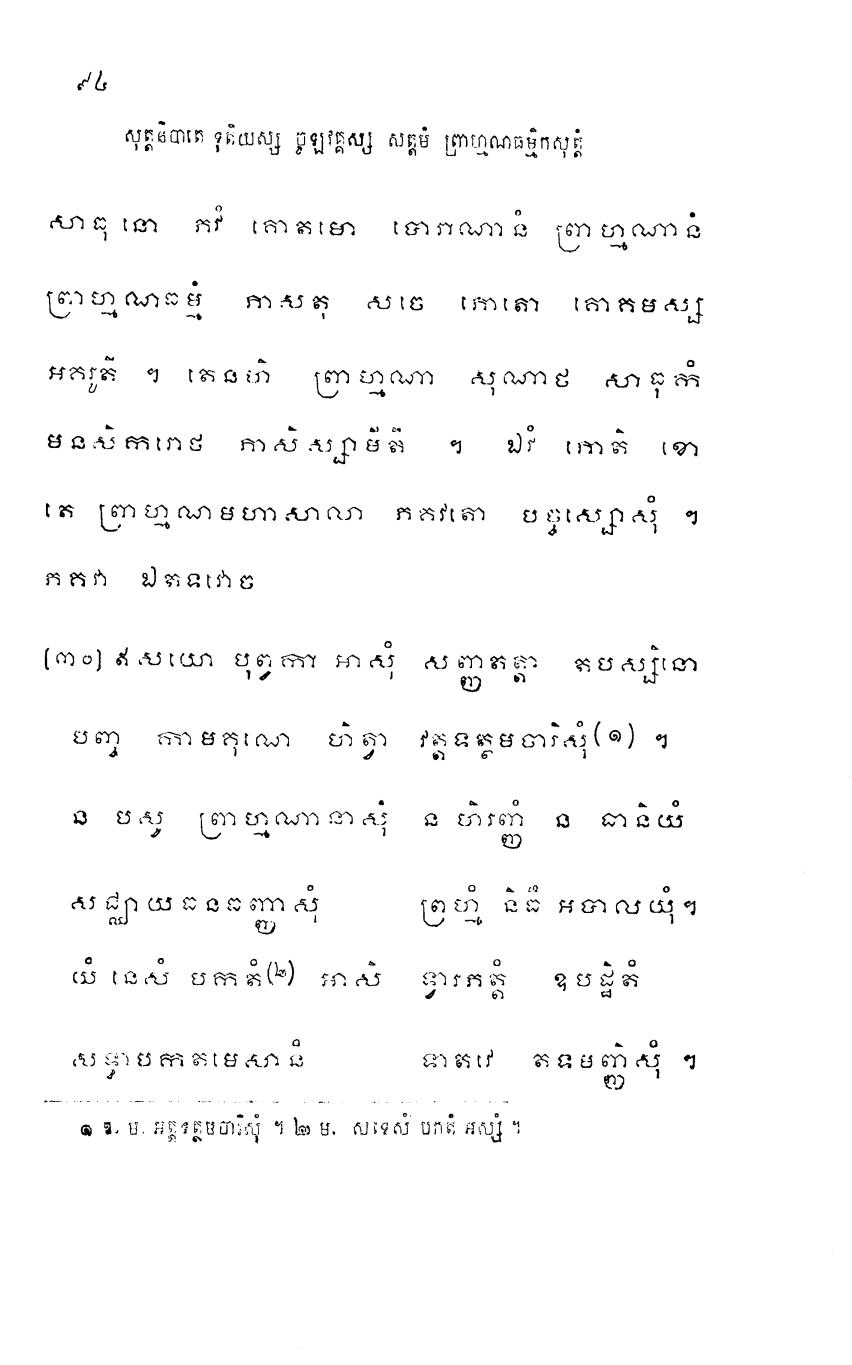 ៩៤
សុត្តនិបាតេ ទុតិយស្ស ចូឡវគ្គស្ស សត្តមំ ព្រាហ្មណធម្មិកសុត្តំ
សាធុ នោ ភវំ គោតមោ បោរាណានំ ព្រាហ្មណានំ
ព្រាហ្មណធម្មំ ភាសតុ សចេ ភោតោ គោតមស្ស
អគរូតិ ។ តេនហិ ព្រាហ្មណា សុណាថ សាធុកំ
មនសិករោថ ភាសិស្សាមីតិ ។ ឯវំ ភោតិ ខោ
តេ ព្រាហ្មណមហាសាលា ភគវតោ បច្ចស្សោសុំ ។
ភគវា ឯតទវោច
(៣០) ឥសយោ បុព្វកា អាសុំ សញ្ញតត្តា តបស្សិនោ
បញ្ច កាមគុណេ ហិត្វា វត្តទត្ថមចារិសុំ(១) ។
ន បសូ ព្រាហ្មណានាសុំ ន ហិរញ្ញំ ន ធានិយំ
សជ្ឈាយធនធញ្ញាសុំ ព្រហ្មំ និធឹ អបាលយុំ។
យំ នេសំ បកតំ(២) អាសិ ទ្វារភត្តំ ឧបដ្ឋិតំ
សទ្ធាបកតមេសានំ ទាតវេ តទមញ្ញិសុំ ។
១ ឱ. ម. អត្តទត្ថមចារិសុំ ។ ២ ម. សទេសំ បកតំ អស្សំ ។